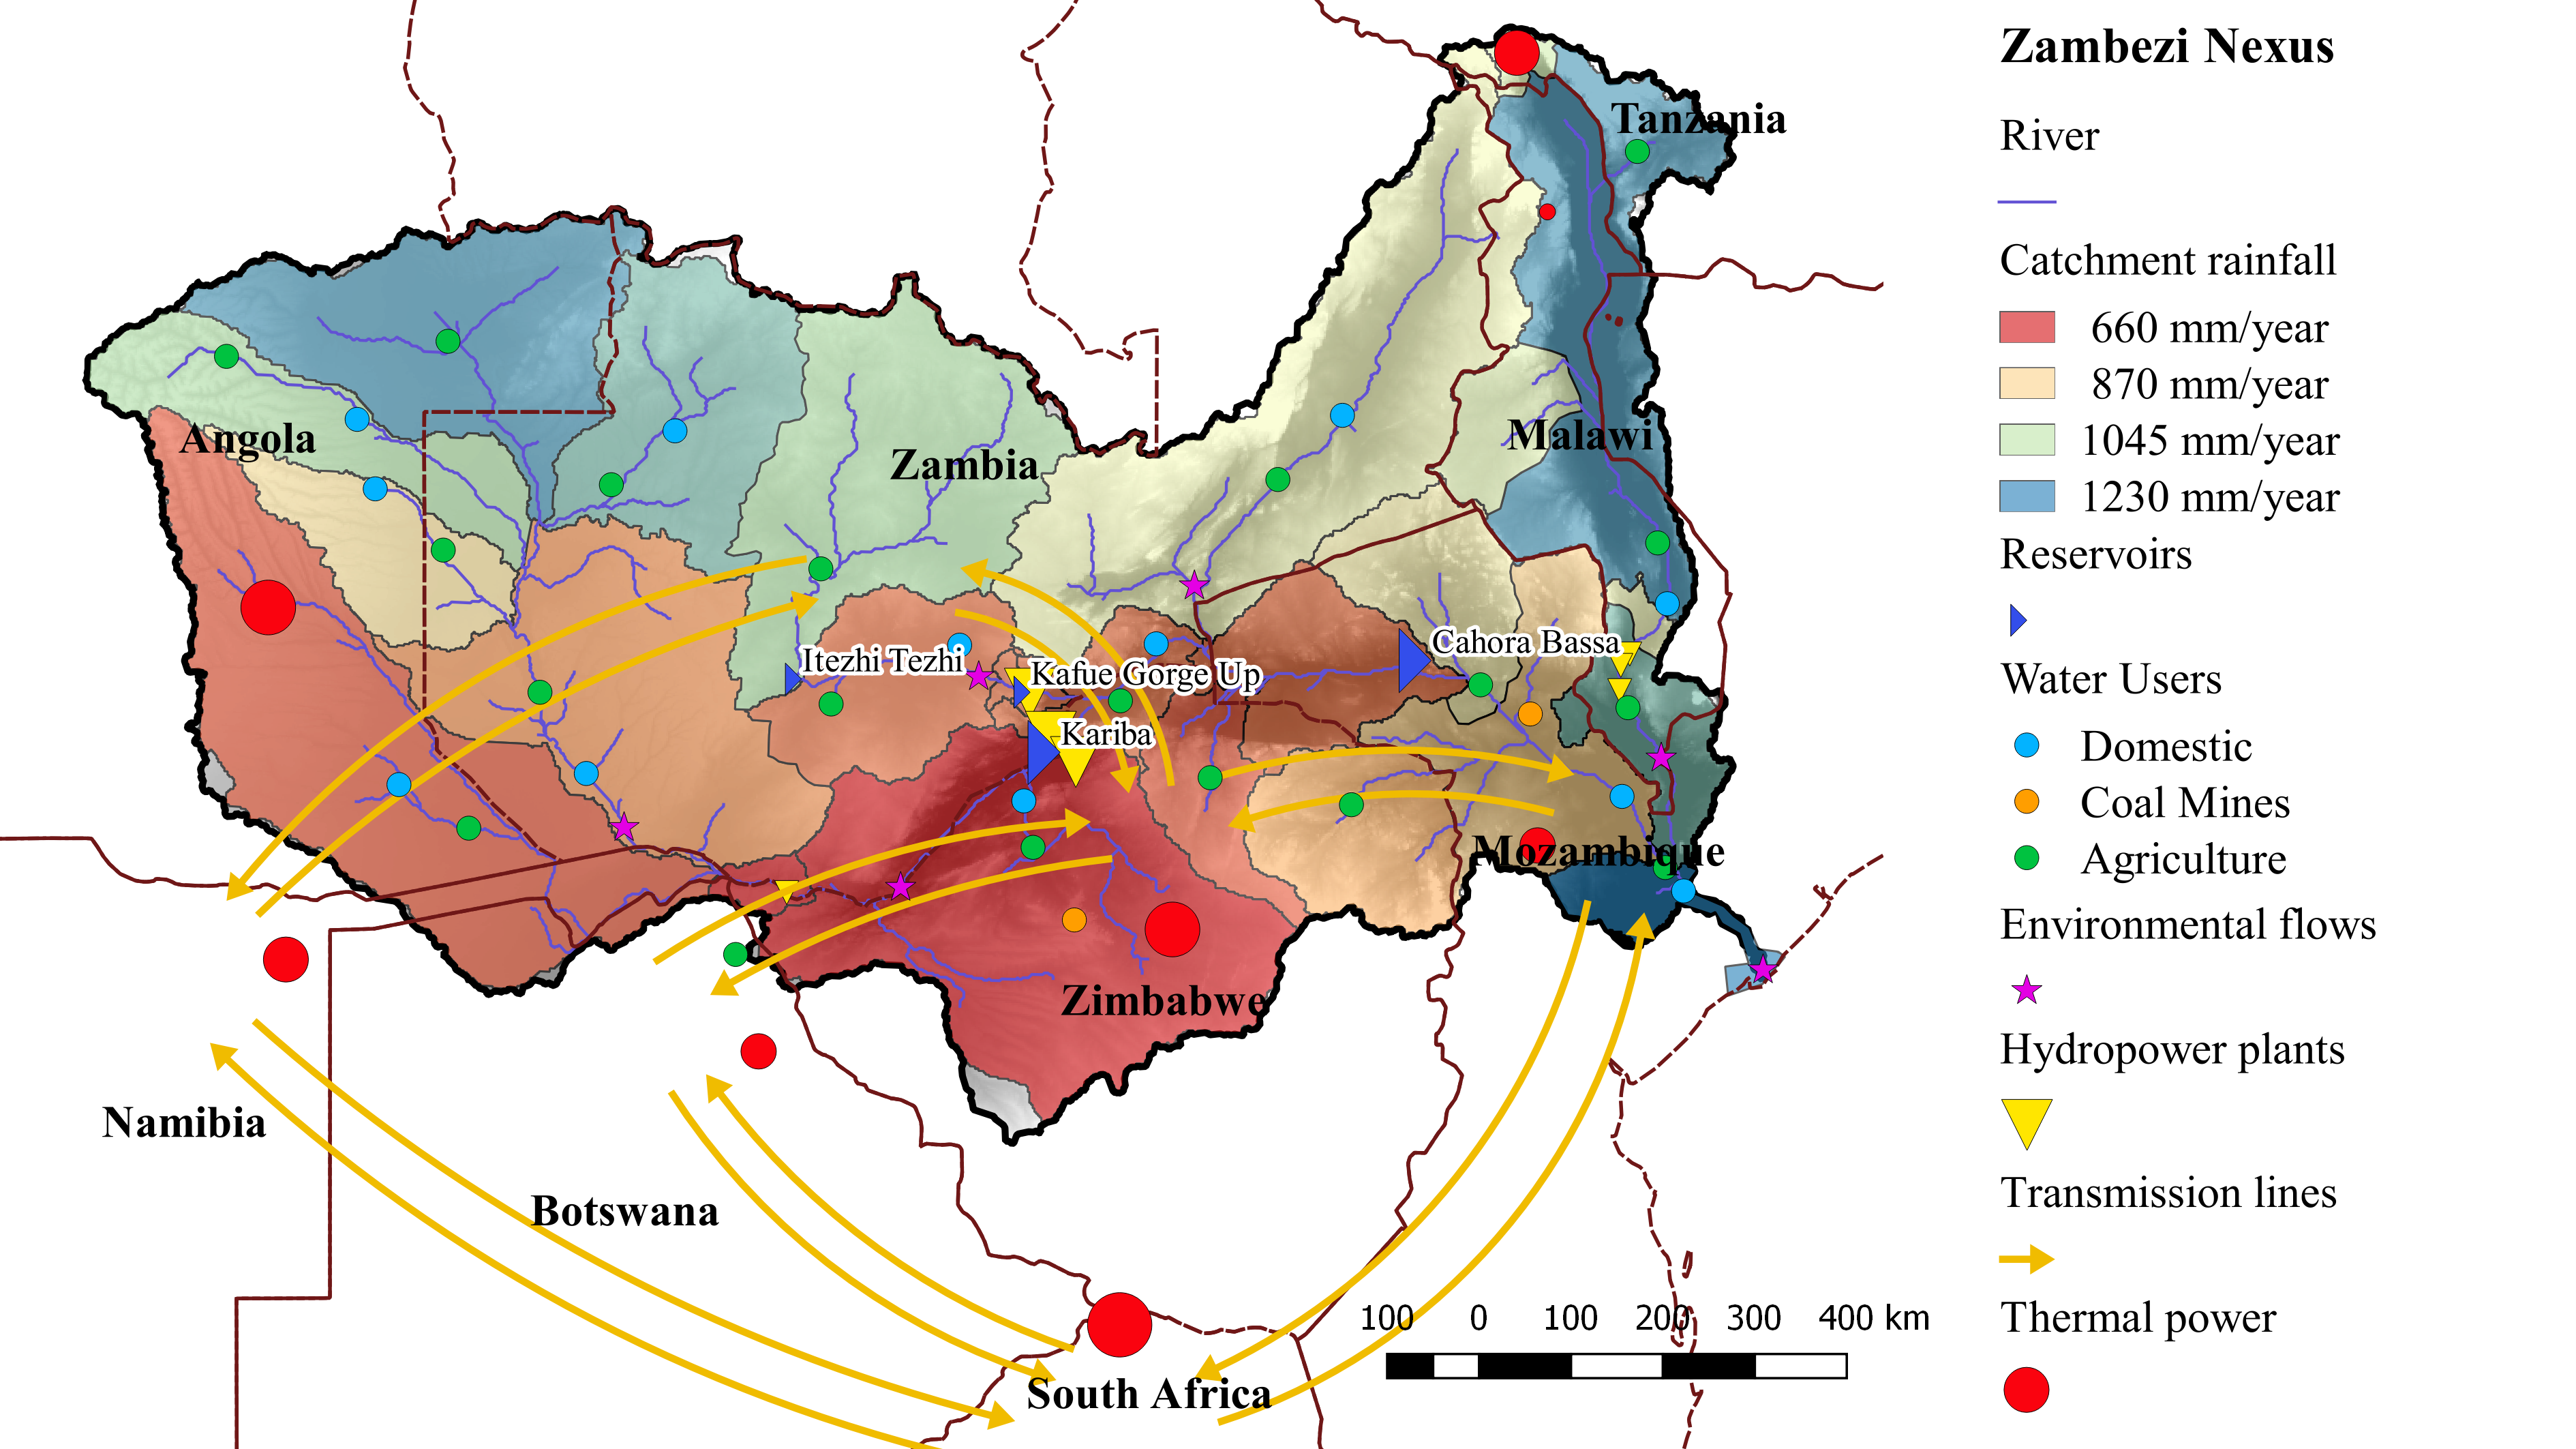 Tanzania
Angola
Zambia
Malawi
Itezhi Tezhi
Kafue Gorge Up
Cahora Bassa
Kariba
Mozambique
Zimbabwe
Namibia
Botswana
South Africa
100 0 100 200 300 400 km
Zambezi Nexus
River
Catchment rainfall
660 mm/year
870 mm/year
1045 mm/year
1230 mm/year
Reservoirs
Water Users
Domestic
Coal Mines
Agriculture
Environmental flows
Hydropower plants
Transmission lines
Thermal power